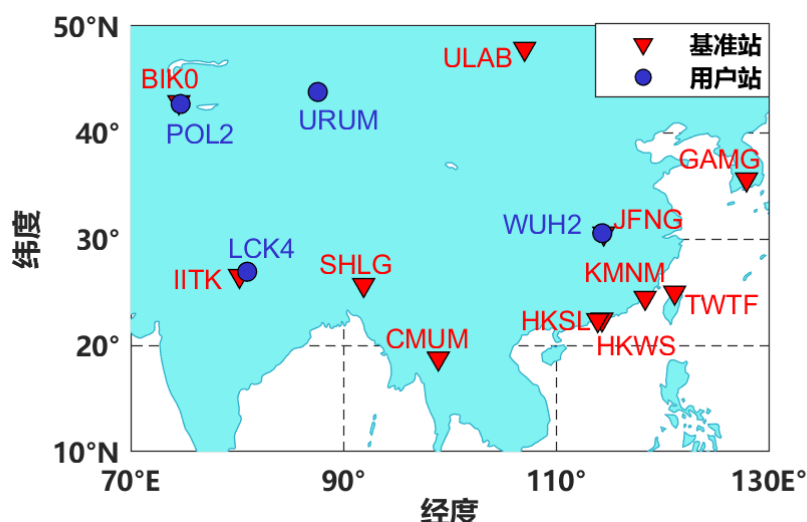 50°N
ULAB
基准站
用户站
BIK0
POL2
URUM
40°
GAMG
纬度
WUH2
JFNG
30°
LCK4
IITK
SHLG
KMNM
TWTF
HKSL
HKWS
CMUM
20°
10°N
70°E
90°
110°
130E°
经度